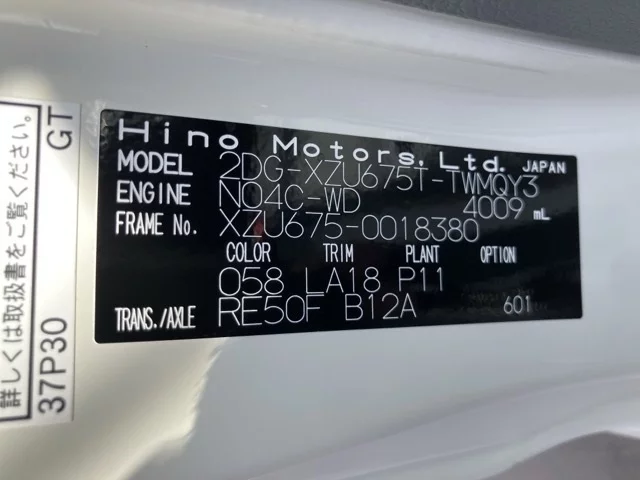 Hino Motors, Ltd. JAPAN
MODEL 2DG-XZU675T-TWMQY3
ENGINE N04C-WD 4009 mL
FRAME No. XZU675-0018380
COLOR TRIM PLANT OPTION
058 LA18 P11
TRANS./AXLE RE50F B12A 601
詳しくは取扱書をご覧ください。
37P30 GT